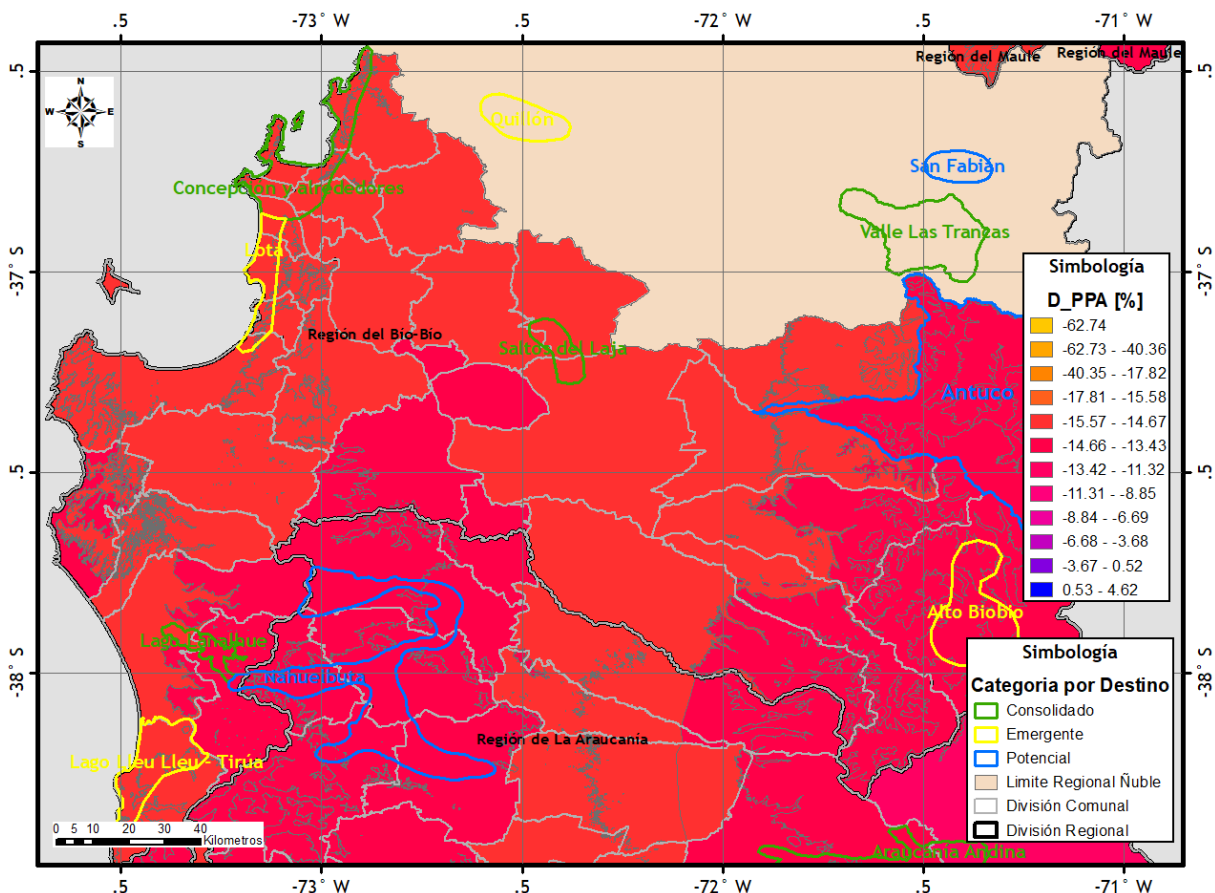 .5
-73° W
.5
-72° W
.5
-71° W
.5
.5
N
W
E
S
Región del Maule
Región del Maule
Quillón
San Fabián
Concepción y alrededores
Valle Las Trancas
Lota
-37° S
-37° S
Región del Bío-Bío
Saltos del Laja
Antuco
Simbología
D_PPA [%]
-62.74
-62.73 - -40.36
-40.35 - -17.82
-17.81 - -15.58
-15.57 - -14.67
-14.66 - -13.43
-13.42 - -11.32
-11.31 - -8.85
-8.84 - -6.69
-6.68 - -3.68
-3.67 - 0.52
0.53 - 4.62
.5
.5
Alto Biobío
Lago Lanalhue
Nahuelbuta
-38° S
-38° S
Región de La Araucanía
Lago Lleu Lleu - Tirúa
Simbología
Categoria por Destino
Consolidado
Emergente
Potencial
Limite Regional Ñuble
División Comunal
División Regional
0 5 10 20 30 40
Kilometros
Araucanía Andina
.5
-73° W
.5
-72° W
.5
-71° W